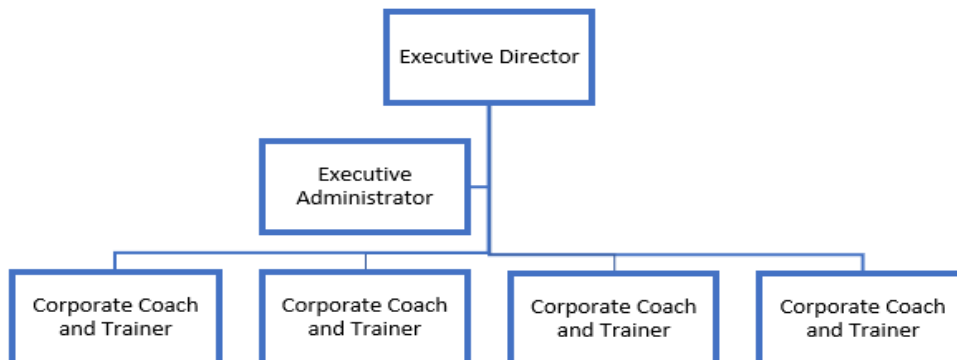 Executive Director
Executive
Administrator
Corporate Coach
and Trainer
Corporate Coach
and Trainer
Corporate Coach
and Trainer
Corporate Coach
and Trainer